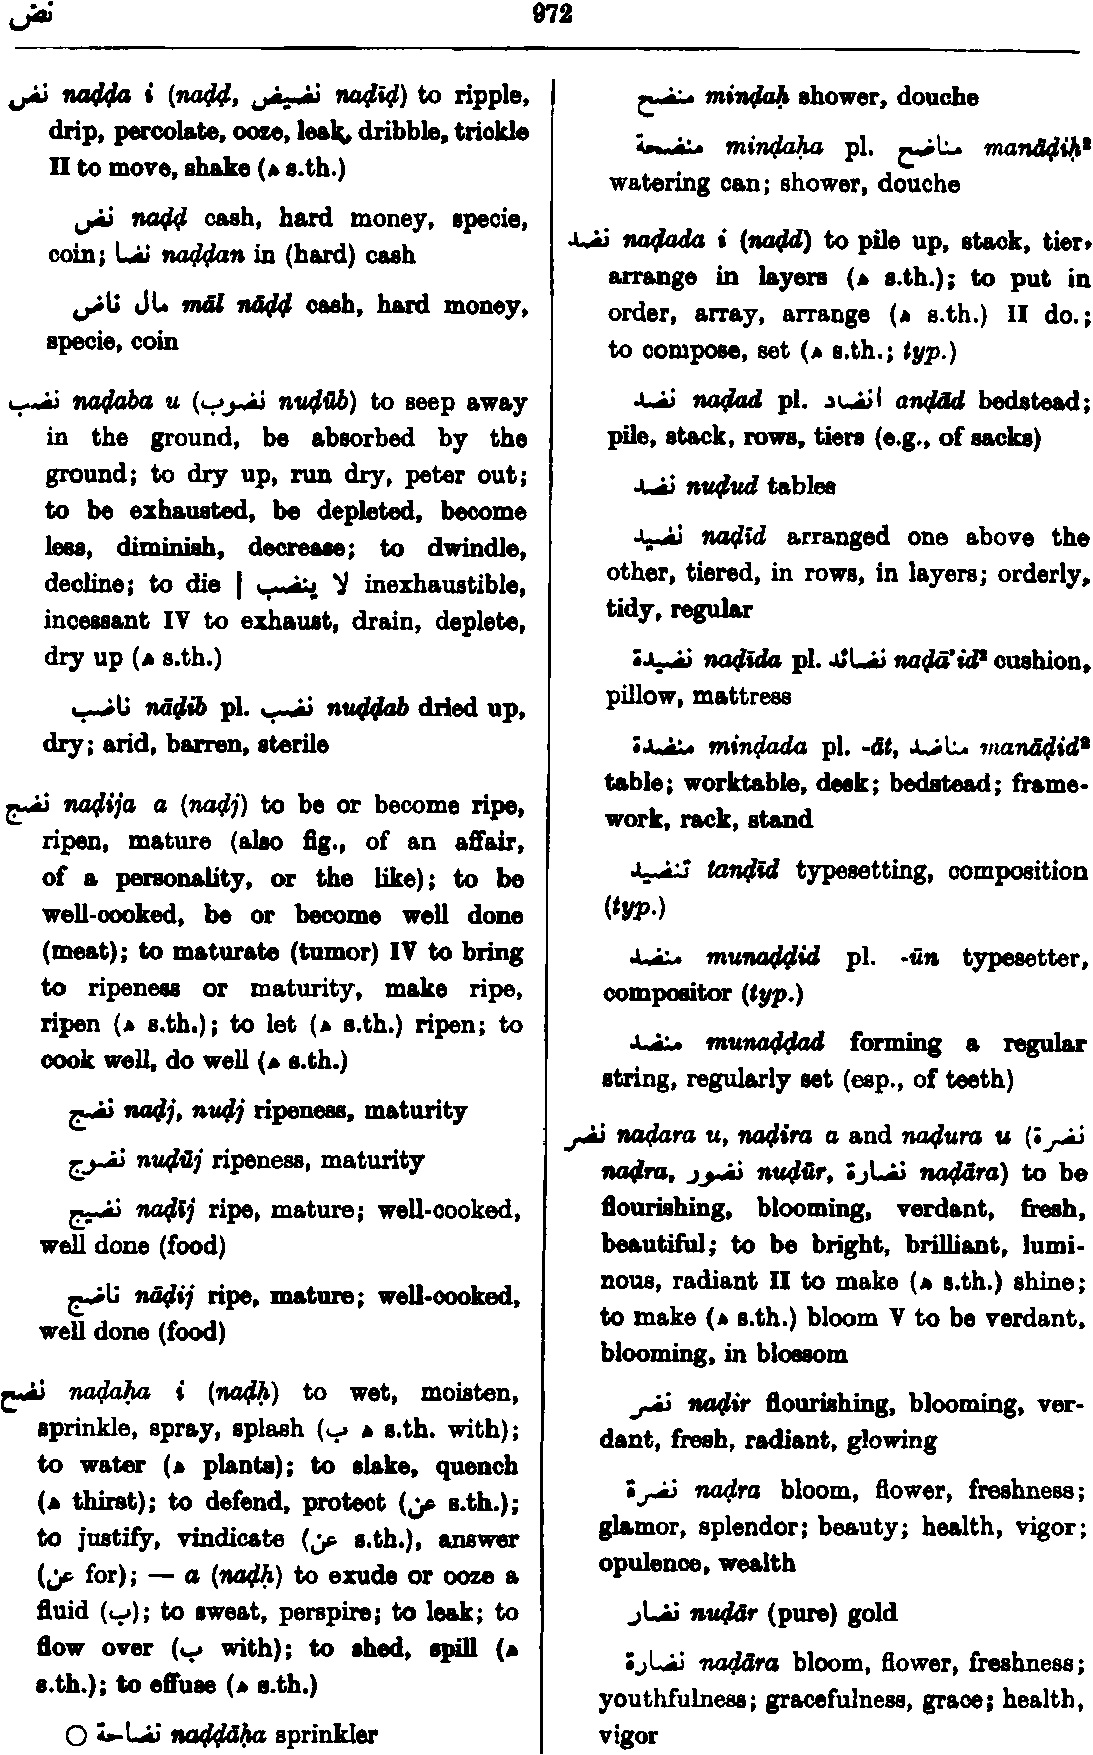 نض
972
نض naḍḍa i (naḍḍ, نضيض naḍīḍ) to ripple,
drip, percolate, ooze, leak, dribble, trickle
II to move, shake (ﻫ s.th.)
نض naḍḍ cash, hard money, specie,
coin; نضا naḍḍan in (hard) cash
مال ناض māl nāḍḍ cash, hard money,
specie, coin
نضب naḍaba u (نضوب nuḍūb) to seep away
in the ground, be absorbed by the
ground; to dry up, run dry, peter out;
to be exhausted, be depleted, become
less, diminish, decrease; to dwindle,
decline; to die | لا ينضب inexhaustible,
incessant IV to exhaust, drain, deplete,
dry up (ﻫ s.th.)
ناضب nāḍib pl. نضب nuḍḍab dried up,
dry; arid, barren, sterile
نضج naḍija a (naḍj) to be or become ripe,
ripen, mature (also fig., of an affair,
of a personality, or the like); to be
well-cooked, be or become well done
(meat); to maturate (tumor) IV to bring
to ripeness or maturity, make ripe,
ripen (ﻫ s.th.); to let (ﻫ s.th.) ripen; to
cook well, do well (ﻫ s.th.)
نضج naḍj, nuḍj ripeness, maturity
نضوج nuḍūj ripeness, maturity
نضيج naḍīj ripe, mature; well-cooked,
well done (food)
ناضج nāḍij ripe, mature; well-cooked,
well done (food)
نضح naḍaḥa i (naḍḥ) to wet, moisten,
sprinkle, spray, splash (ب ﻫ s.th. with);
to water (ﻫ plants); to slake, quench
(ﻫ thirst); to defend, protect (عن s.th.);
to justify, vindicate (عن s.th.), answer
(عن for); — a (naḍḥ) to exude or ooze a
fluid (ب); to sweat, perspire; to leak; to
flow over (ب with); to shed, spill (ﻫ
s.th.); to effuse (ﻫ s.th.)
○ نضاحة naḍḍāḥa sprinkler
منضح minḍaḥ shower, douche
منضحة minḍaḥa pl. مناضح manāḍiḥ²
watering can; shower, douche
نضد naḍada i (naḍd) to pile up, stack, tier,
arrange in layers (ﻫ s.th.); to put in
order, array, arrange (ﻫ s.th.) II do.;
to compose, set (ﻫ s.th.; typ.)
نضد naḍad pl. انضاد anḍād bedstead;
pile, stack, rows, tiers (e.g., of sacks)
نضد nuḍud tables
نضيد naḍīd arranged one above the
other, tiered, in rows, in layers; orderly,
tidy, regular
نضيدة naḍīda pl. نضائد naḍā'id² cushion,
pillow, mattress
منضدة minḍada pl. -āt, مناضد manāḍid²
table; worktable, desk; bedstead; frame-
work, rack, stand
تنضيد tanḍīd typesetting, composition
(typ.)
منضد munaḍḍid pl. -ūn typesetter,
compositor (typ.)
منضد munaḍḍad forming a regular
string, regularly set (esp., of teeth)
نضر naḍara u, naḍira a and naḍura u (نضرة
naḍra, نضور nuḍūr, نضارة naḍāra) to be
flourishing, blooming, verdant, fresh,
beautiful; to be bright, brilliant, lumi-
nous, radiant II to make (ﻫ s.th.) shine;
to make (ﻫ s.th.) bloom V to be verdant,
blooming, in blossom
نضر naḍir flourishing, blooming, ver-
dant, fresh, radiant, glowing
نضرة naḍra bloom, flower, freshness;
glamor, splendor; beauty; health, vigor;
opulence, wealth
نضار nuḍār (pure) gold
نضارة naḍāra bloom, flower, freshness;
youthfulness; gracefulness, grace; health,
vigor